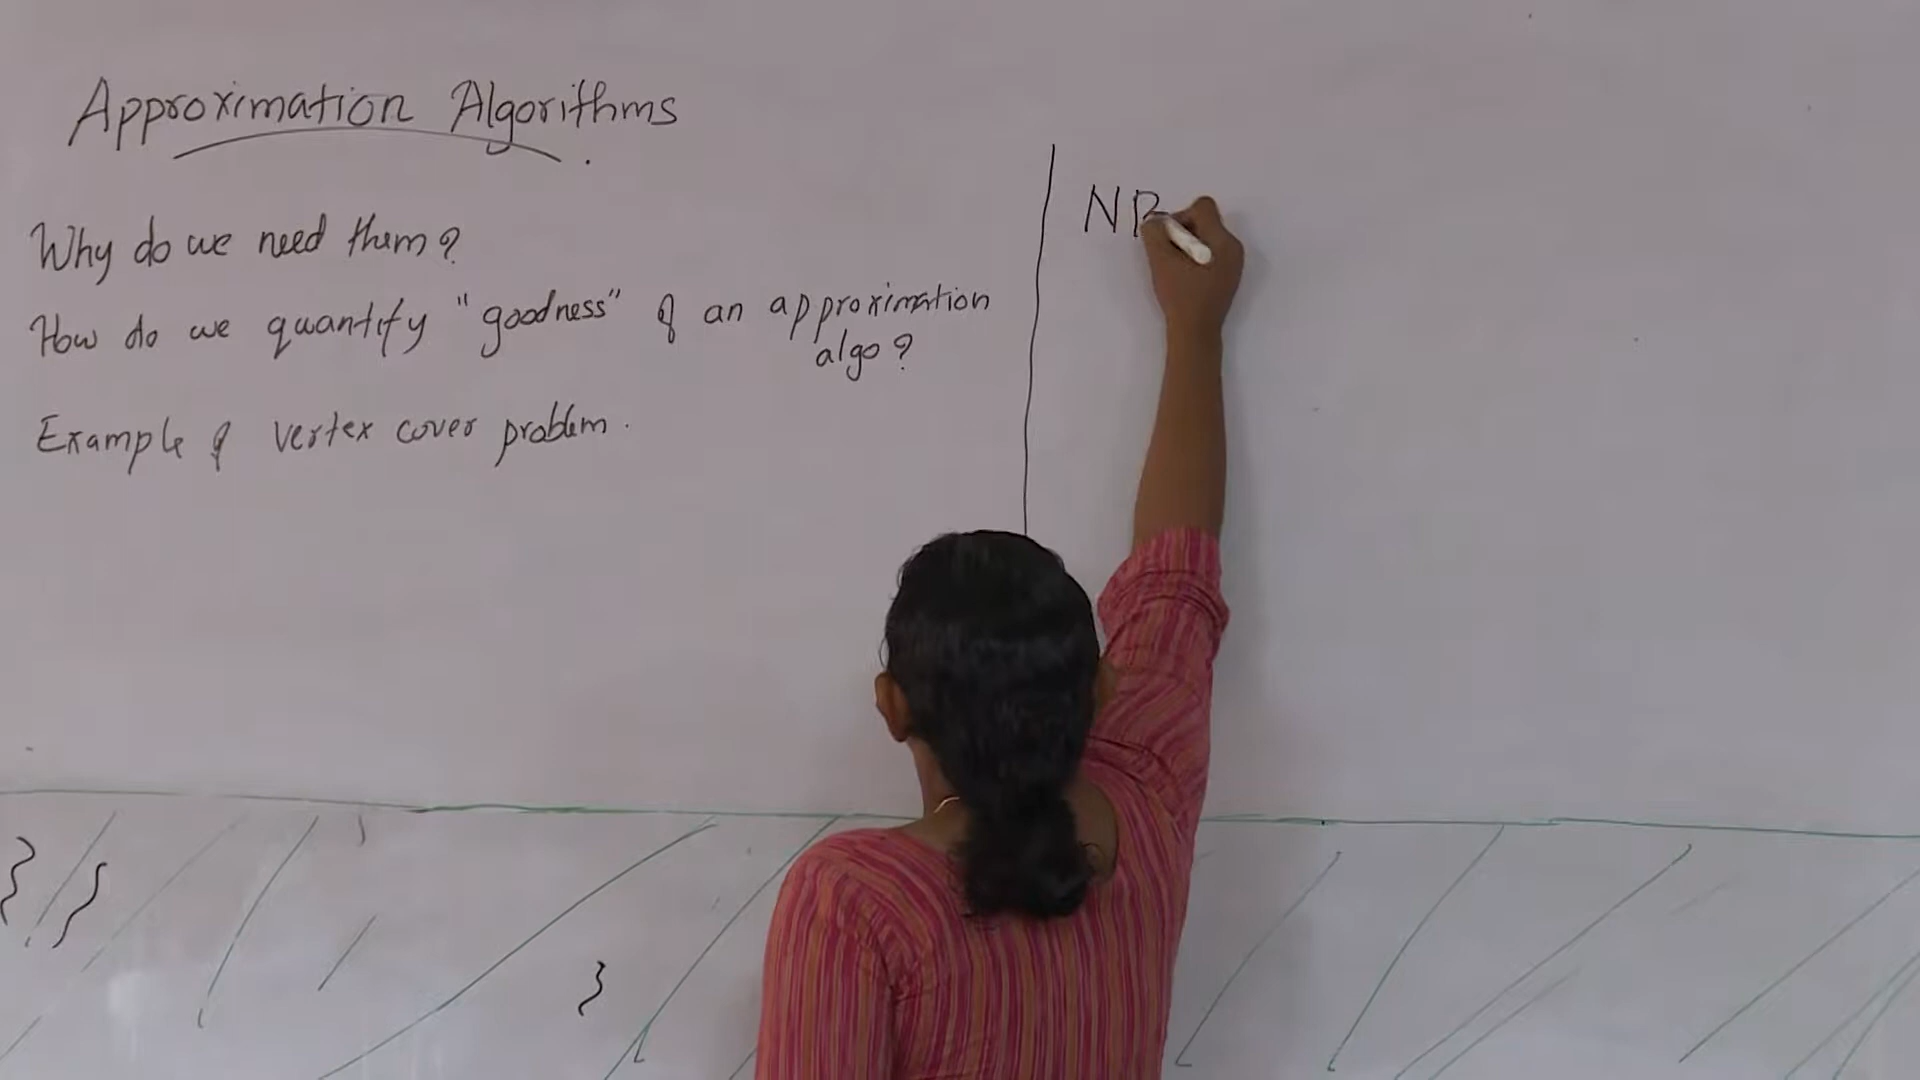 Approximation Algorithms
Why do we need them?
How do we quantify "goodness" of an approximation
algo?
Example of vertex cover problem.
NP